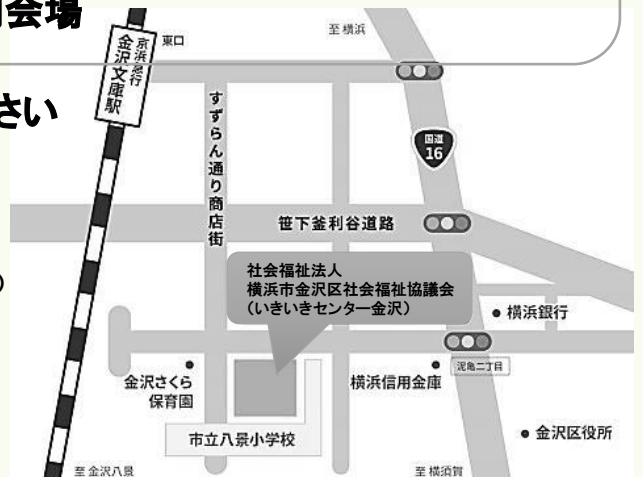 会場
さい
)
京浜急行
金沢文庫駅
東口
至 横浜
国道
16
すずらん通り商店街
笹下釜利谷道路
社会福祉法人
横浜市金沢区社会福祉協議会
(いきいきセンター金沢)
横浜銀行
泥亀二丁目
金沢さくら
保育園
横浜信用金庫
市立八景小学校
金沢区役所
至 金沢八景
至 横須賀